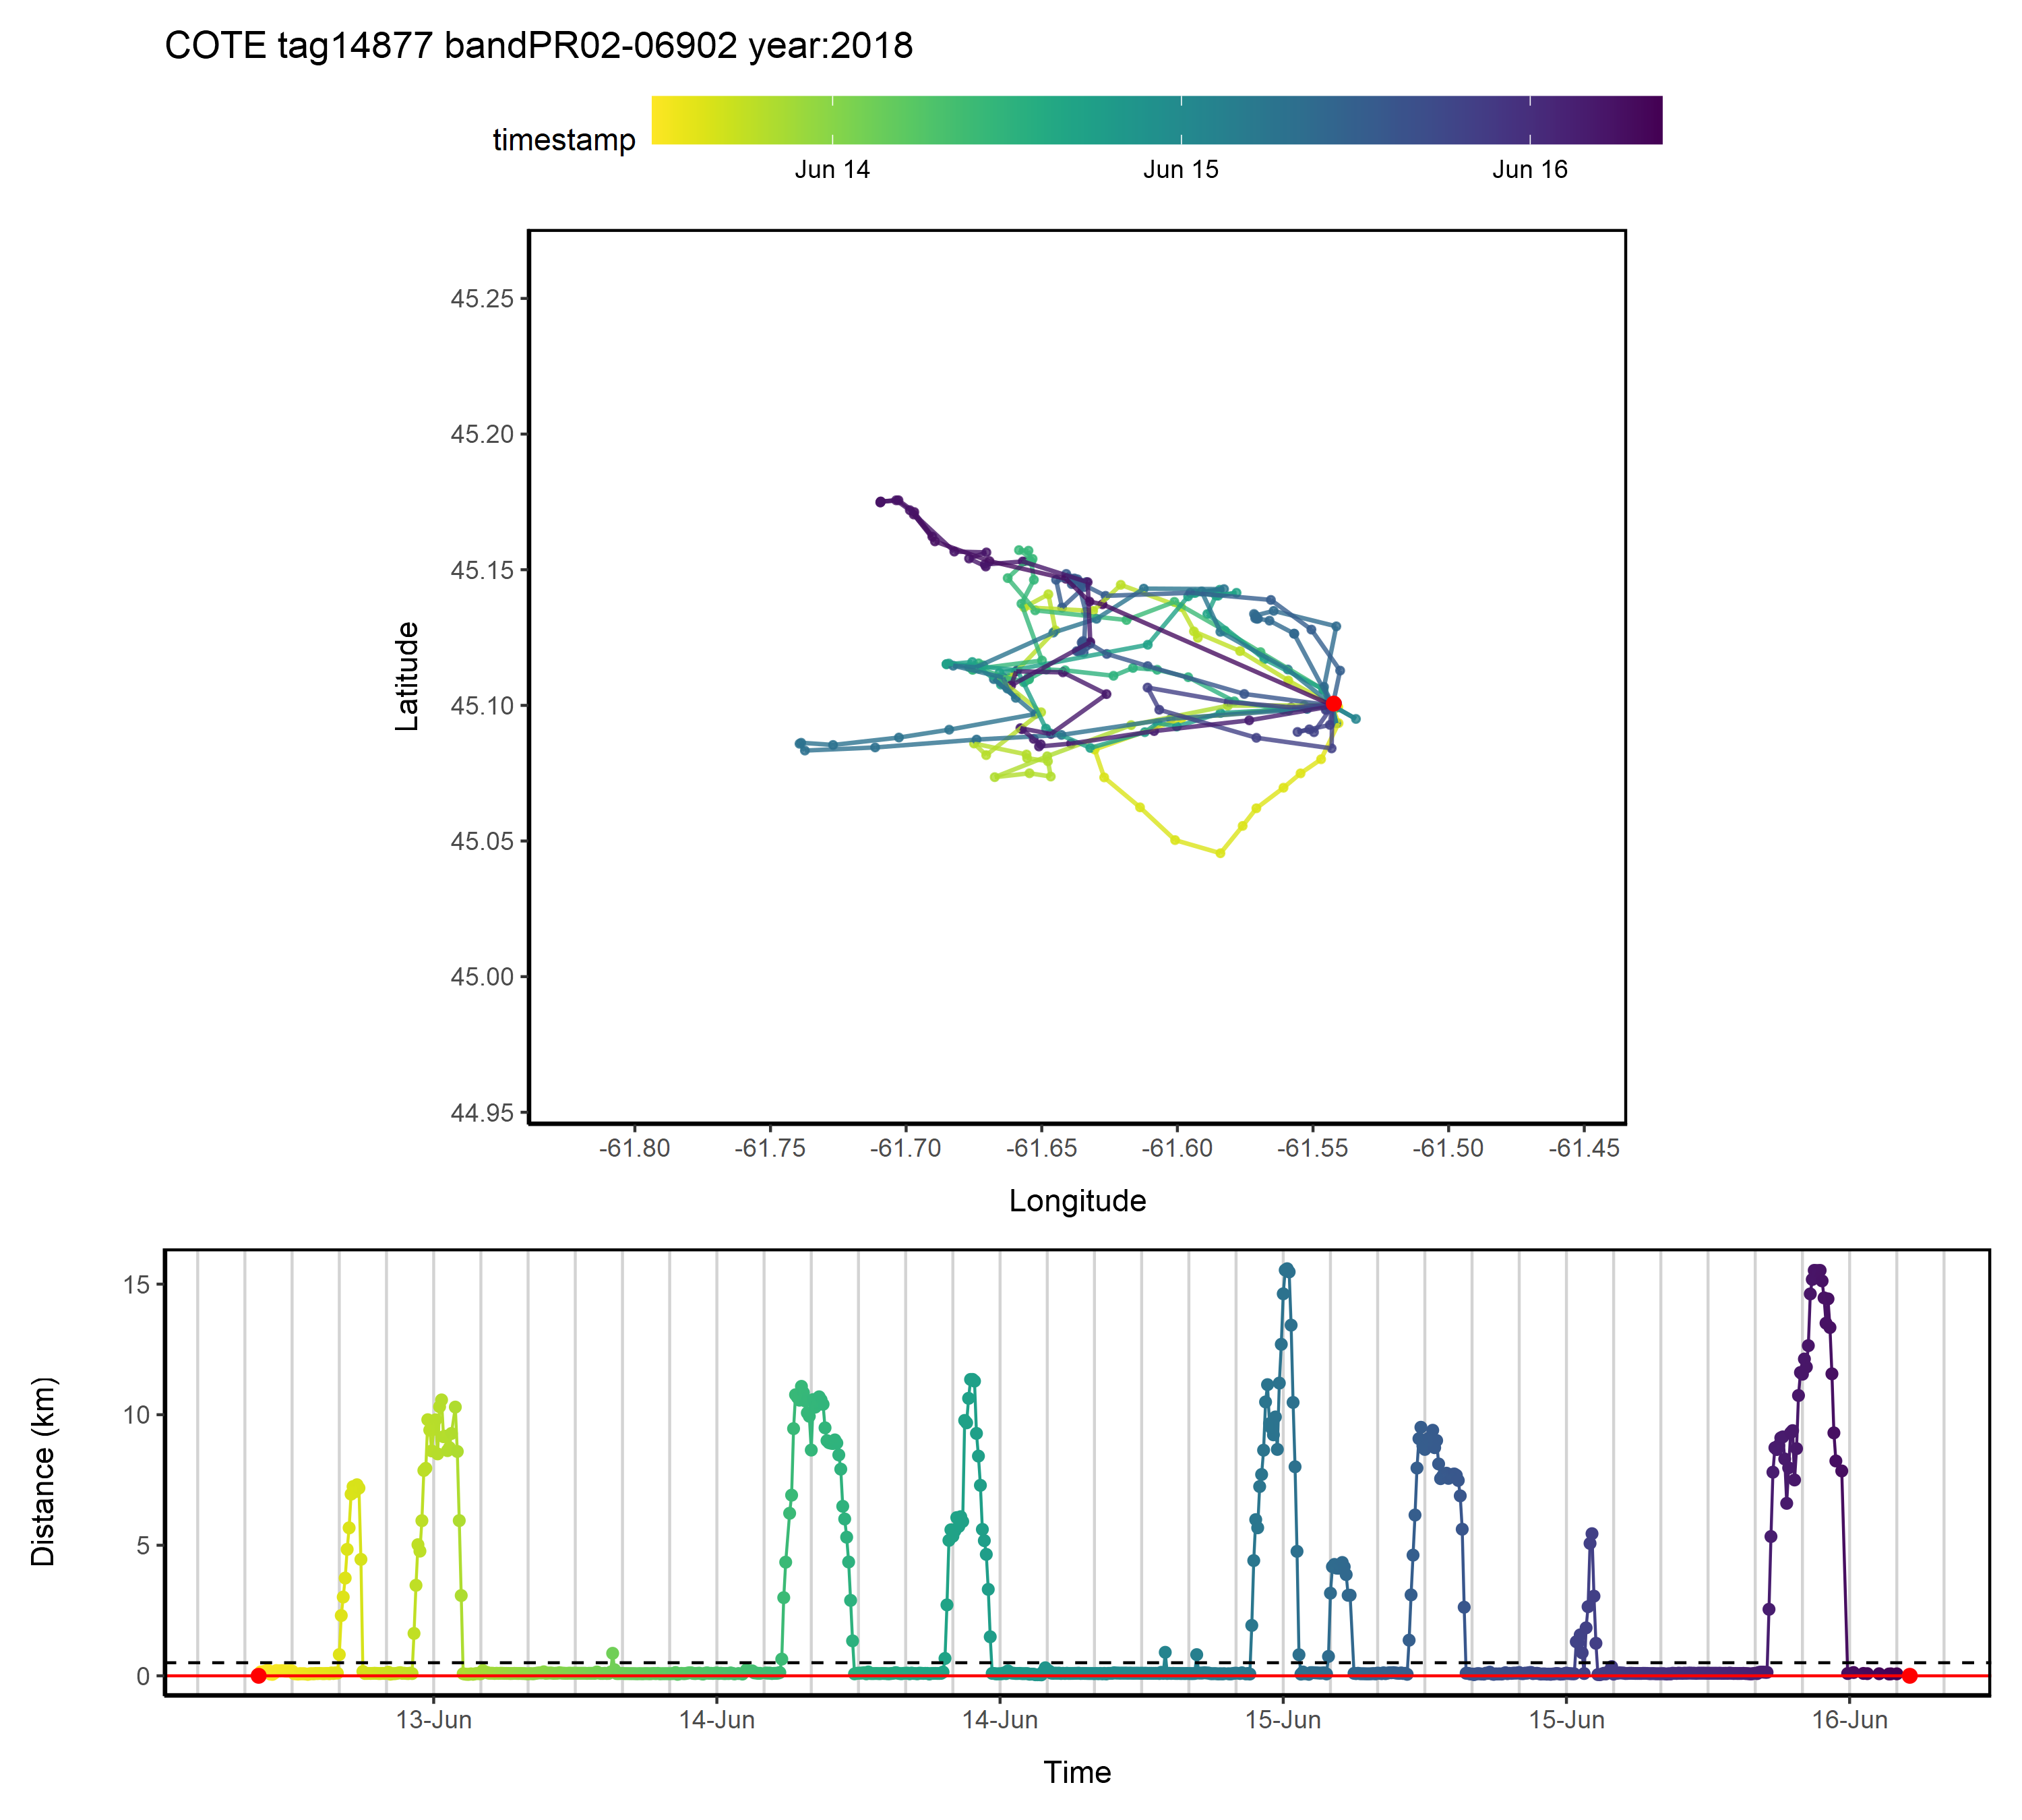 COTE tag14877 bandPR02-06902 year:2018
timestamp
Jun 14 Jun 15 Jun 16
Latitude
45.25
45.20
45.15
45.10
45.05
45.00
44.95
-61.80 -61.75 -61.70 -61.65 -61.60 -61.55 -61.50 -61.45
Longitude
Distance (km)
15
10
5
0
13-Jun 14-Jun 14-Jun 15-Jun 15-Jun 16-Jun
Time